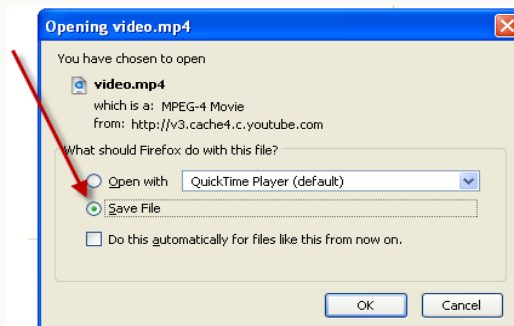 Opening video.mp4
You have chosen to open
video.mp4
which is a: MPEG-4 Movie
from: http://v3.cache4.c.youtube.com
What should Firefox do with this file?
Open with QuickTime Player (default)
Save File
Do this automatically for files like this from now on.
OK Cancel